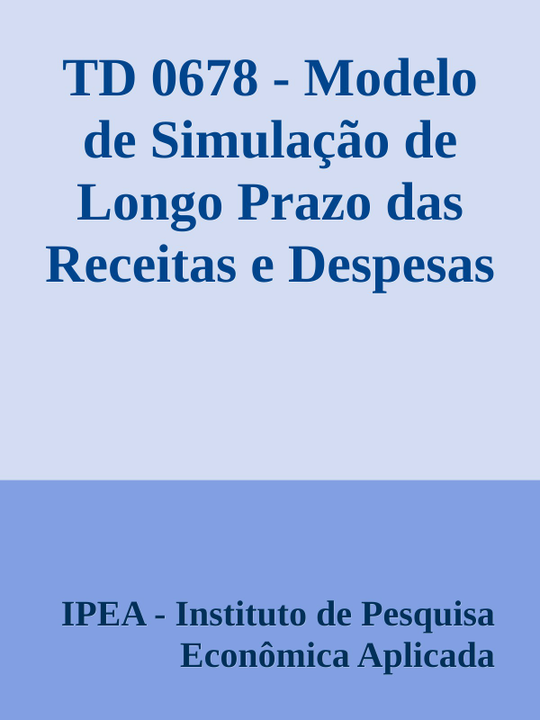 TD 0678 - Modelo
de Simulação de
Longo Prazo das
Receitas e Despesas
IPEA - Instituto de Pesquisa
Econômica Aplicada